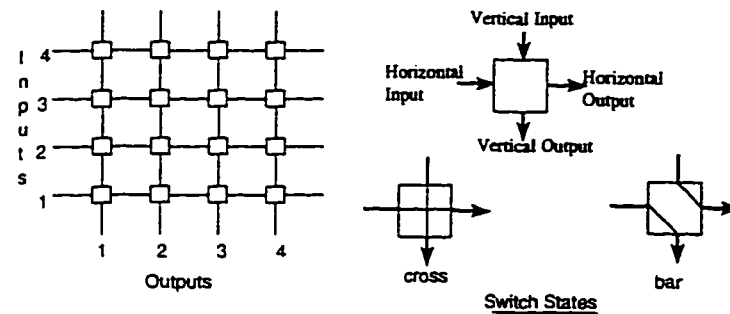 Inputs
4
3
2
1
1 2 3 4
Outputs
Vertical Input
Horizontal Input
Horizontal Output
Vertical Output
cross
bar
Switch States